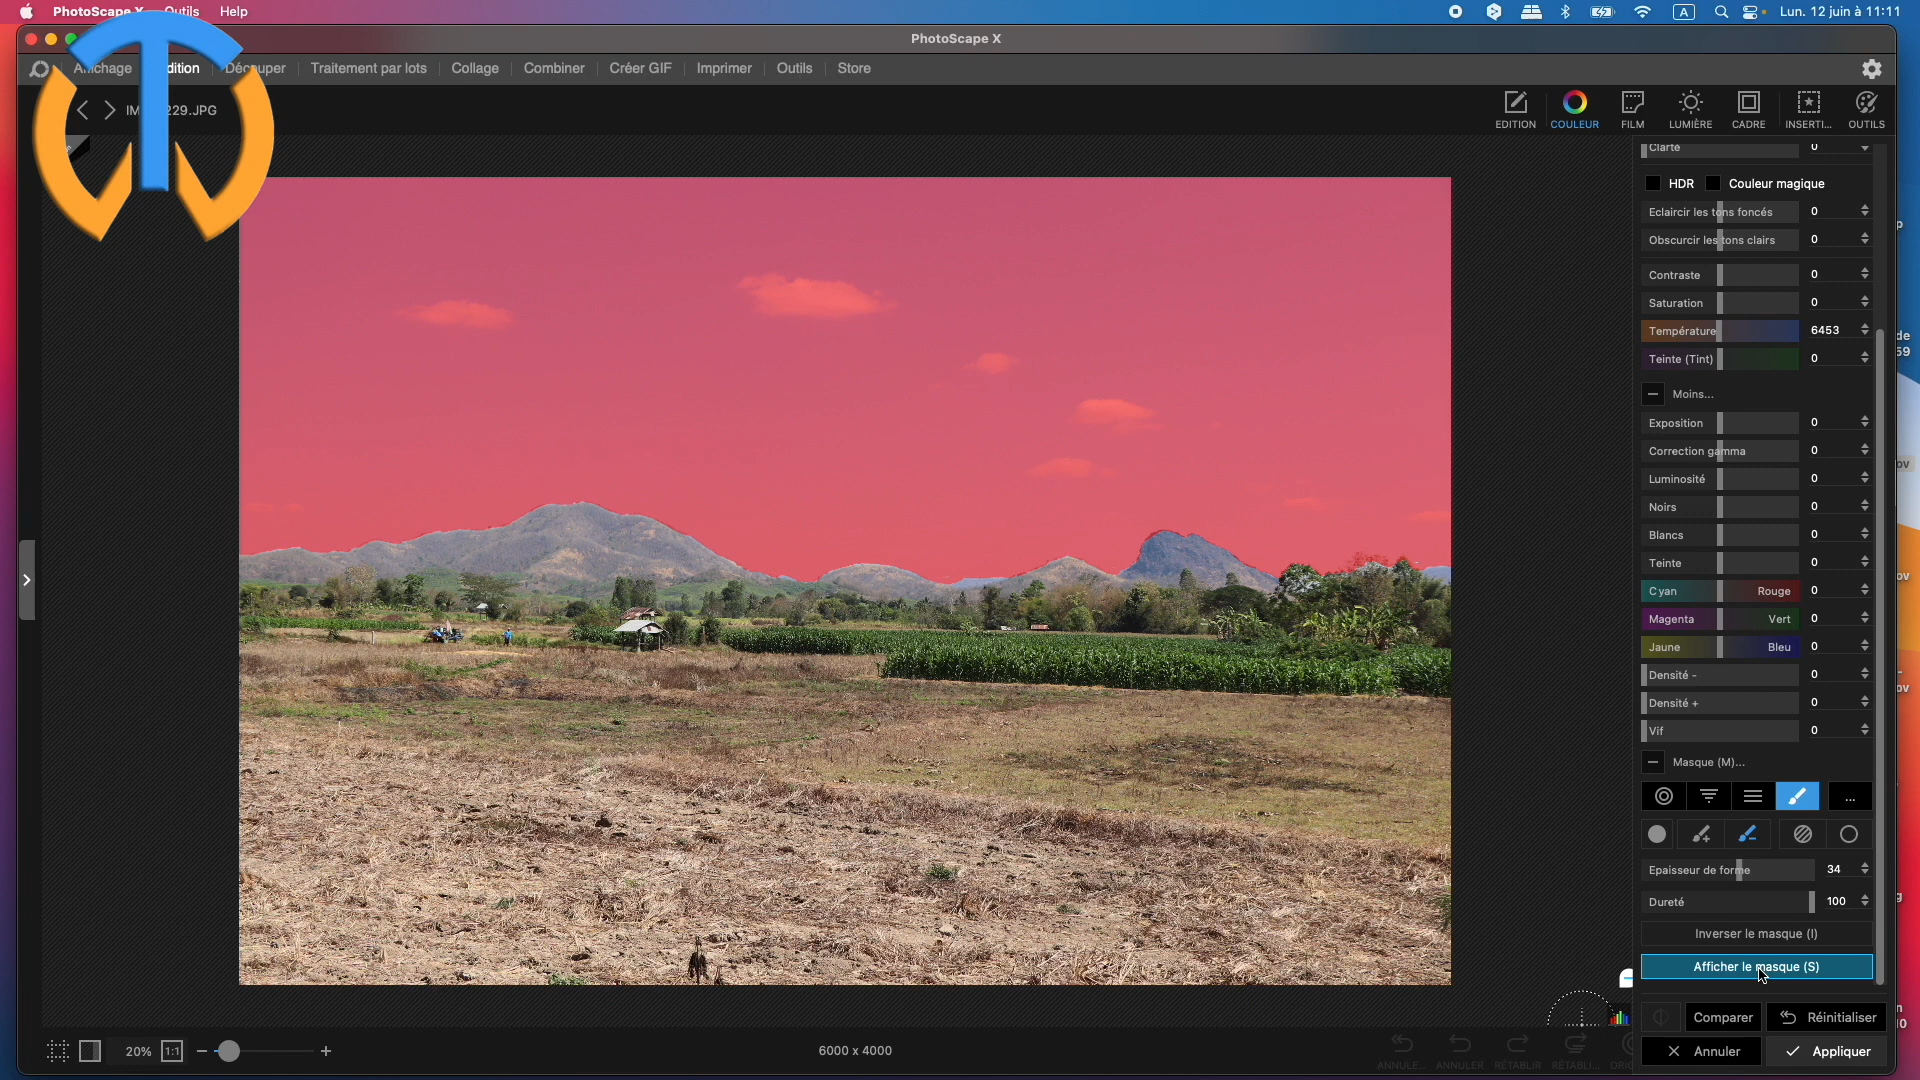 PhotoScape X Outils Help
A
Lun. 12 juin à 11:11
PhotoScape X
Affichage
Edition
Découper
Traitement par lots
Collage
Combiner
Créer GIF
Imprimer
Outils
Store
229.JPG
EDITION
COULEUR
FILM
LUMIÈRE
CADRE
INSERTI...
OUTILS
Clarté 0
HDR Couleur magique
Eclaircir les tons foncés 0
Obscurcir les tons clairs 0
Contraste 0
Saturation 0
Température 6453
Teinte (Tint) 0
Moins...
Exposition 0
Correction gamma 0
Luminosité 0
Noirs 0
Blancs 0
Teinte 0
Cyan Rouge 0
Magenta Vert 0
Jaune Bleu 0
Densité - 0
Densité + 0
Vif 0
Masque (M)...
...
Epaisseur de forme 34
Dureté 100
Inverser le masque (I)
Afficher le masque (S)
Comparer
Réinitialiser
Annuler
Appliquer
20%
1:1
6000 x 4000
ANNULE...
ANNULER
RÉTABLIR
RÉTABLI...